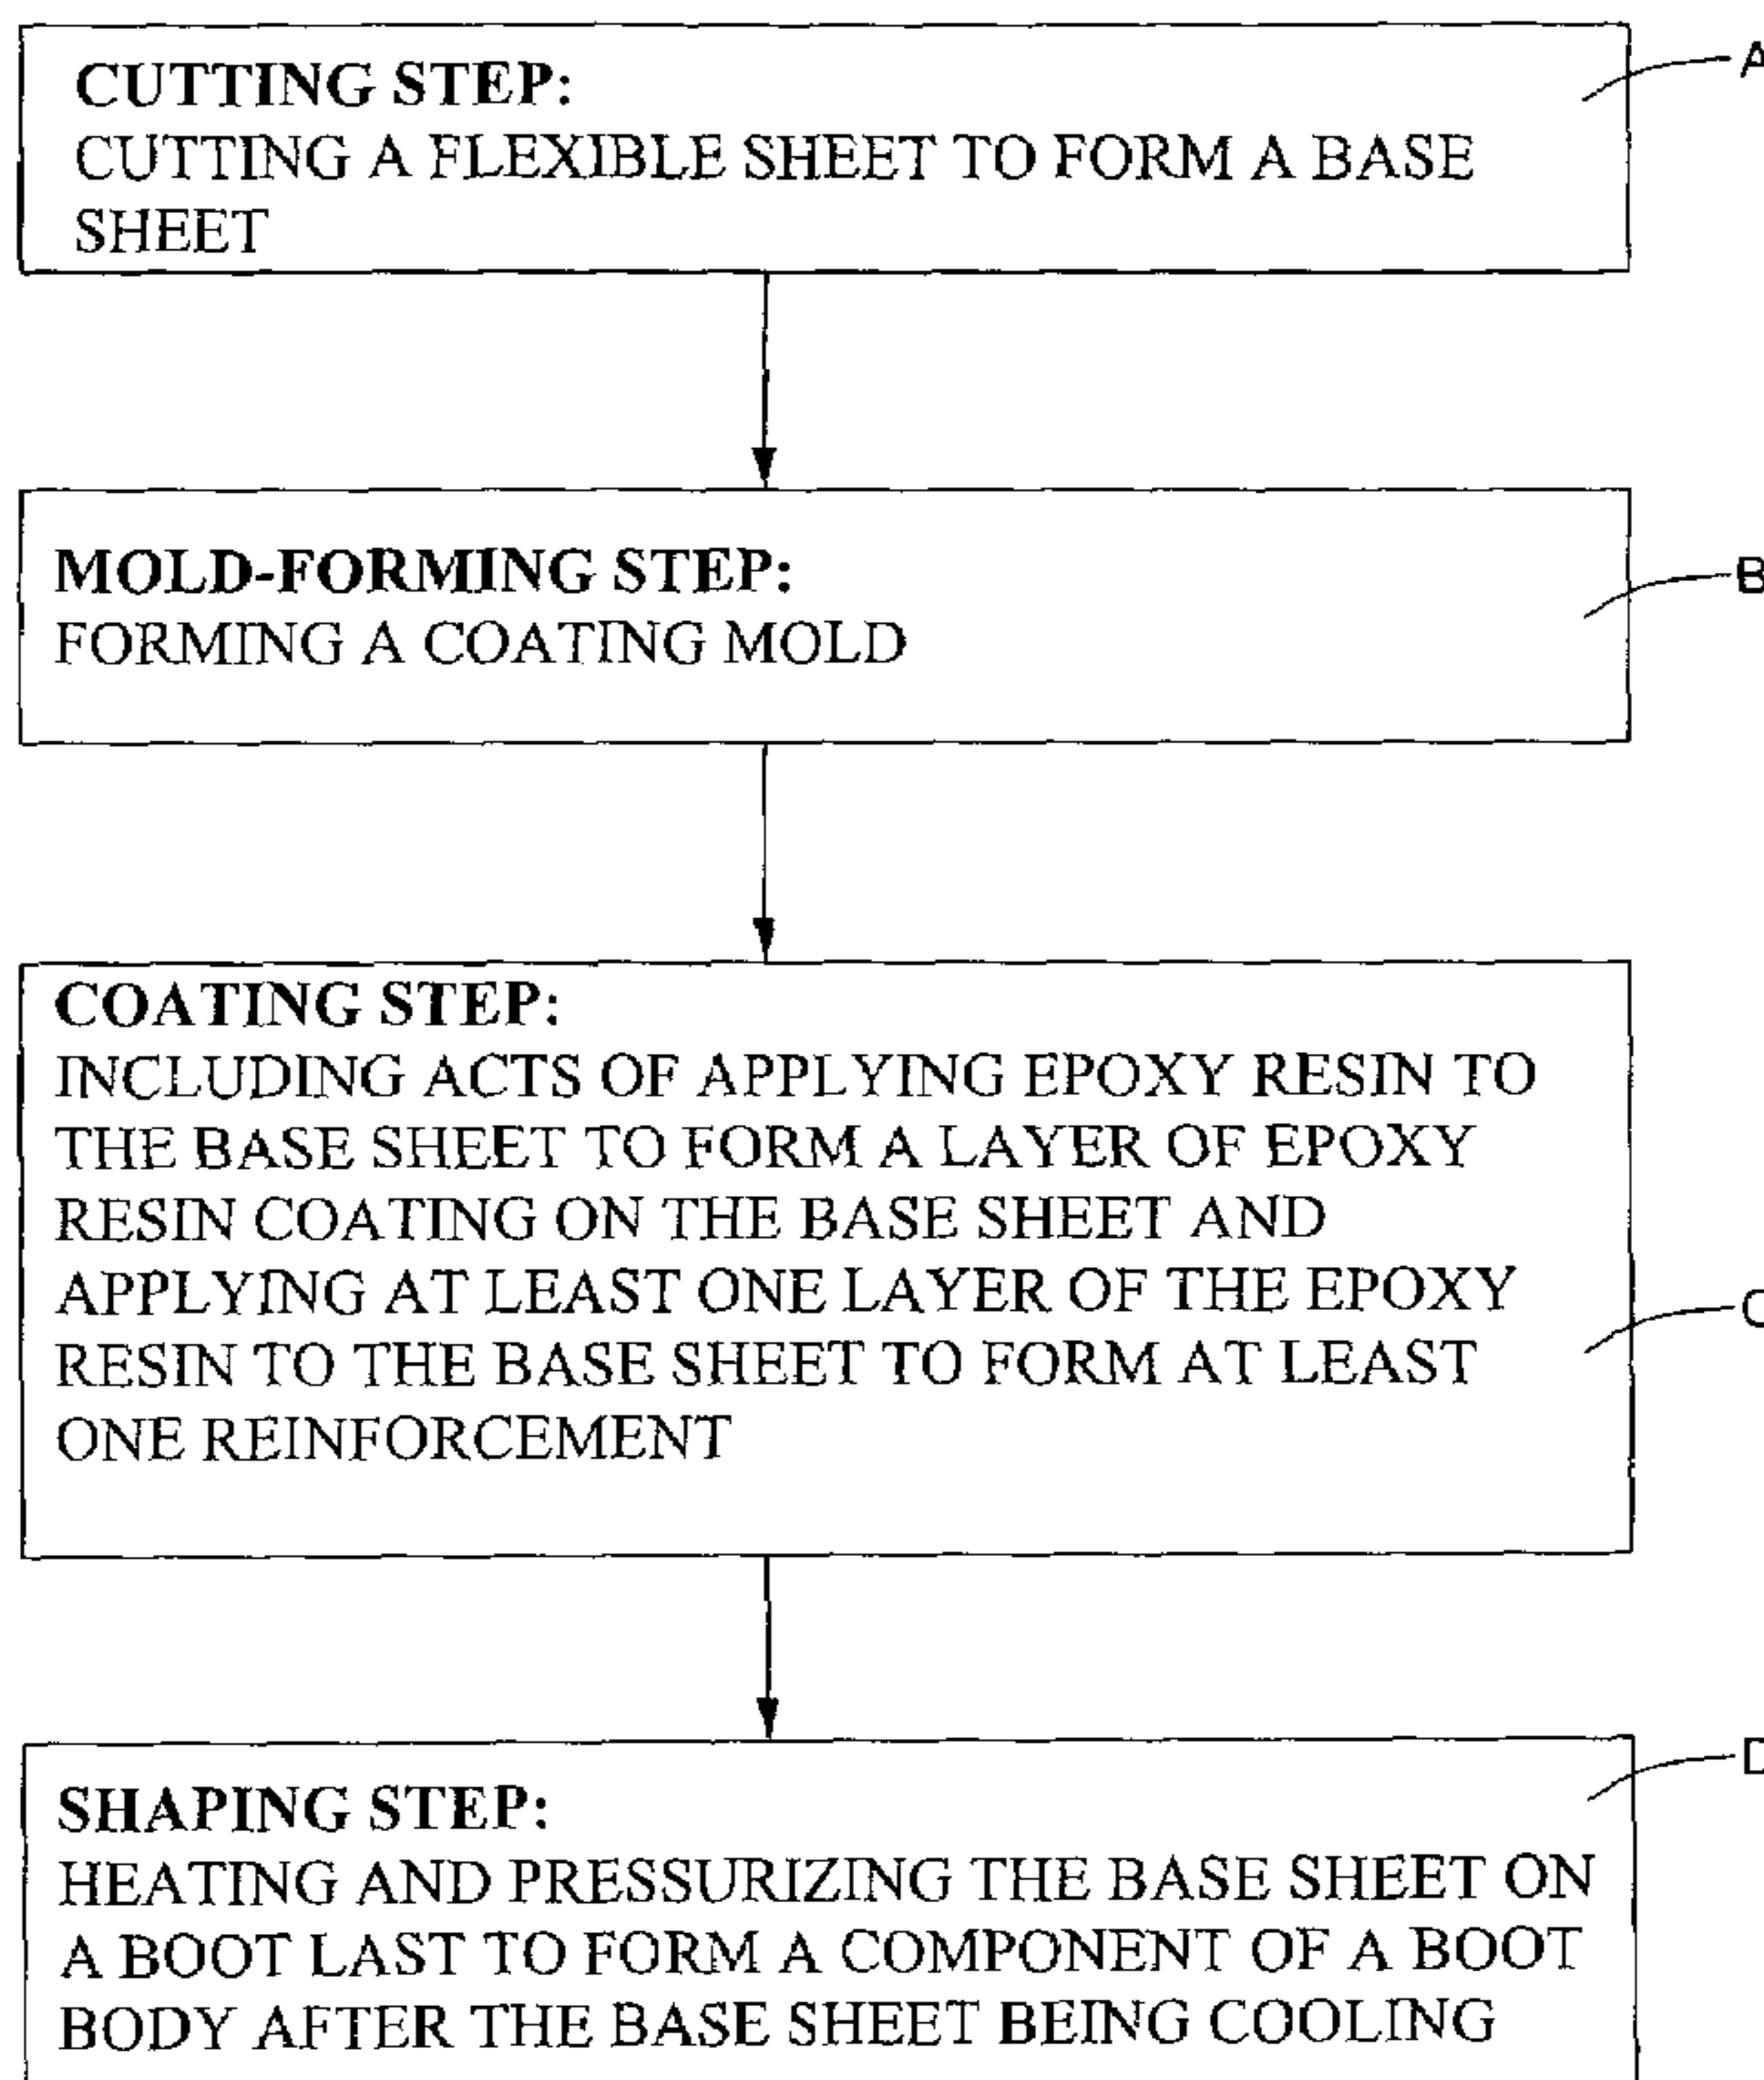 CUTTING STEP:
A
CUTTING A FLEXIBLE SHEET TO FORM A BASE
SHEET
MOLD-FORMING STEP:
B
FORMING A COATING MOLD
COATING STEP:
INCLUDING ACTS OF APPLYING EPOXY RESIN TO
THE BASE SHEET TO FORM A LAYER OF EPOXY
RESIN COATING ON THE BASE SHEET AND
APPLYING AT LEAST ONE LAYER OF THE EPOXY
C
RESIN TO THE BASE SHEET TO FORM AT LEAST
ONE REINFORCEMENT
D
SHAPING STEP:
HEATING AND PRESSURIZING THE BASE SHEET ON
A BOOT LAST TO FORM A COMPONENT OF A BOOT
BODY AFTER THE BASE SHEET BEING COOLING